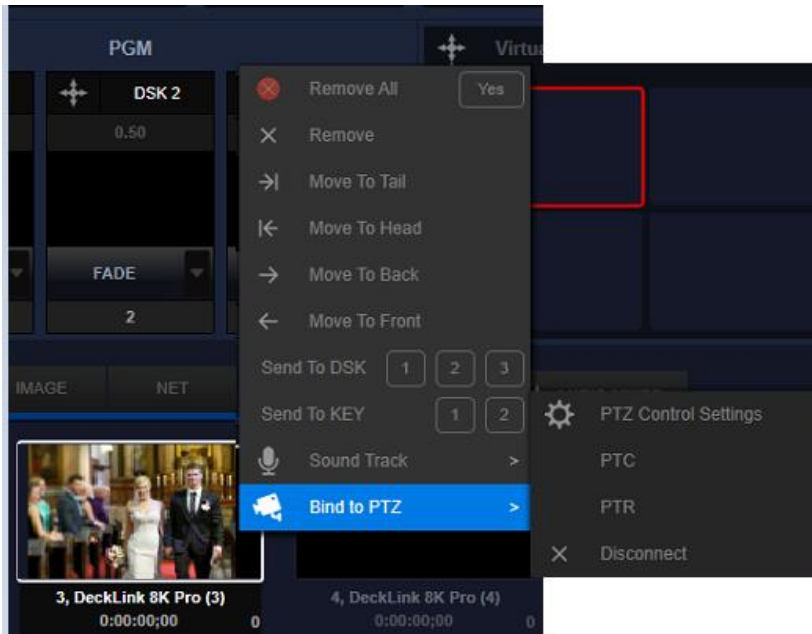 PGM
Virtua
DSK 2
0.50
FADE
2
IMAGE
NET
Remove All
Yes
Remove
Move To Tail
Move To Head
Move To Back
Move To Front
Send To DSK 1 2 3
Send To KEY 1 2
Sound Track >
Bind to PTZ >
PTZ Control Settings
PTC
PTR
Disconnect
3, DeckLink 8K Pro (3)
0:00:00;00 0
4, DeckLink 8K Pro (4)
0:00:00;00 0